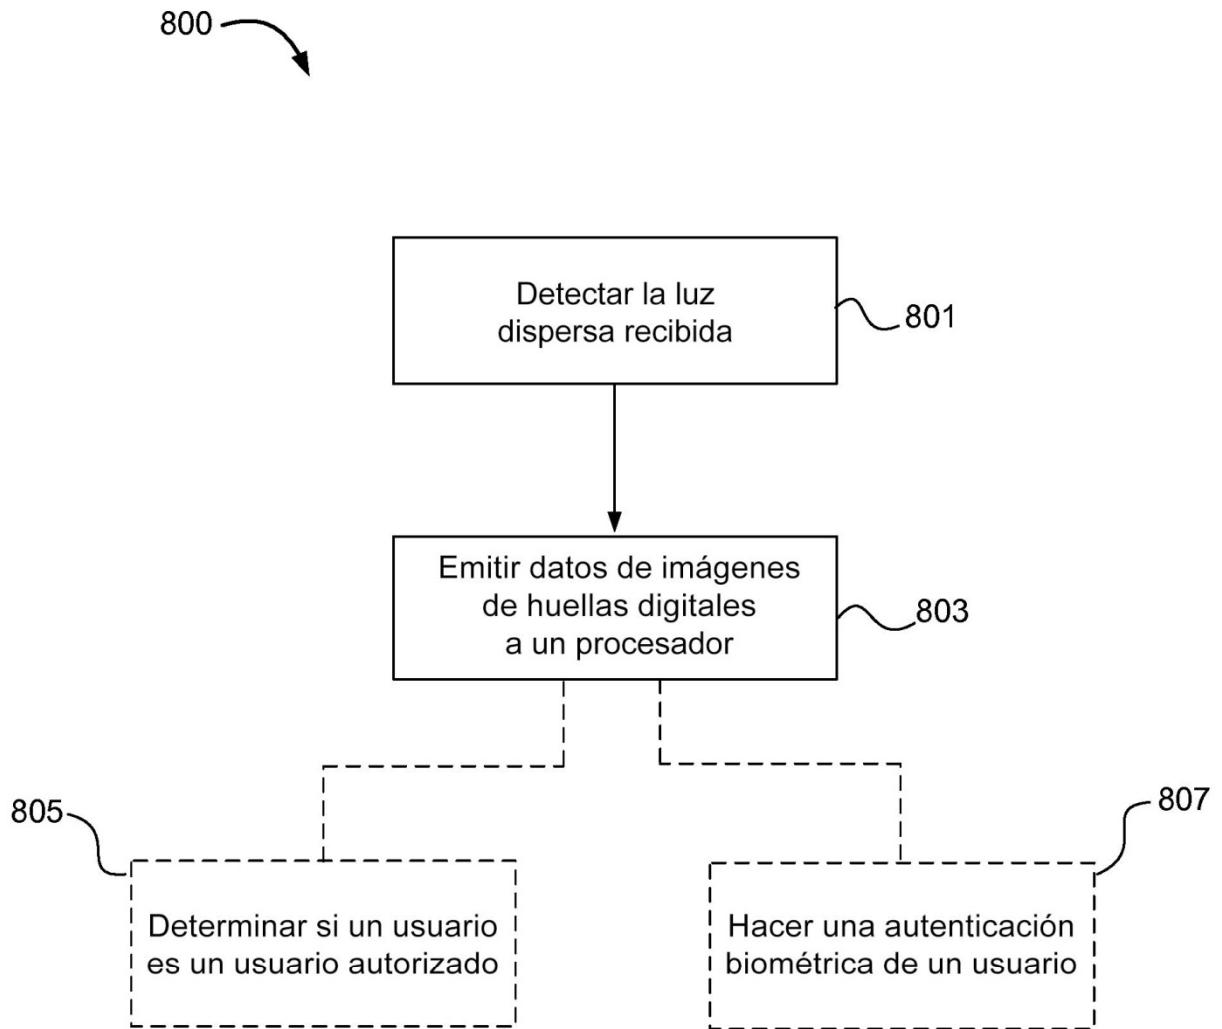 800
Detectar la luz
dispersa recibida
801
Emitir datos de imágenes
de huellas digitales
a un procesador
803
805
807
Determinar si un usuario
es un usuario autorizado
Hacer una autenticación
biométrica de un usuario